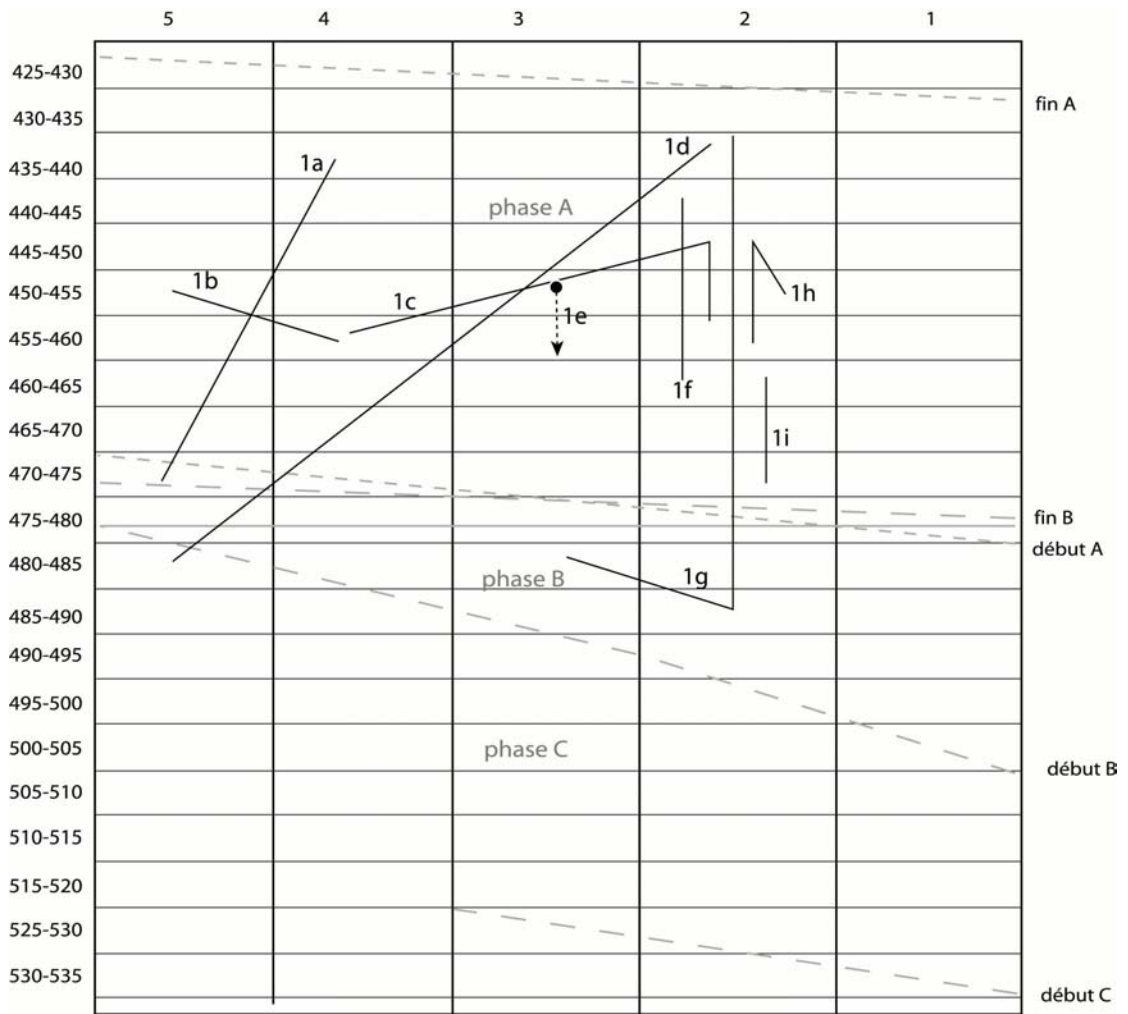 5 4 3 2 1
425-430
fin A
430-435
1d
435-440
1a
phase A
440-445
445-450
1b
450-455
1h
1c
1e
455-460
460-465
1f
465-470
1i
470-475
475-480
fin B
début A
480-485
phase B
1g
485-490
490-495
495-500
500-505
phase C
début B
505-510
510-515
515-520
525-530
530-535
début C